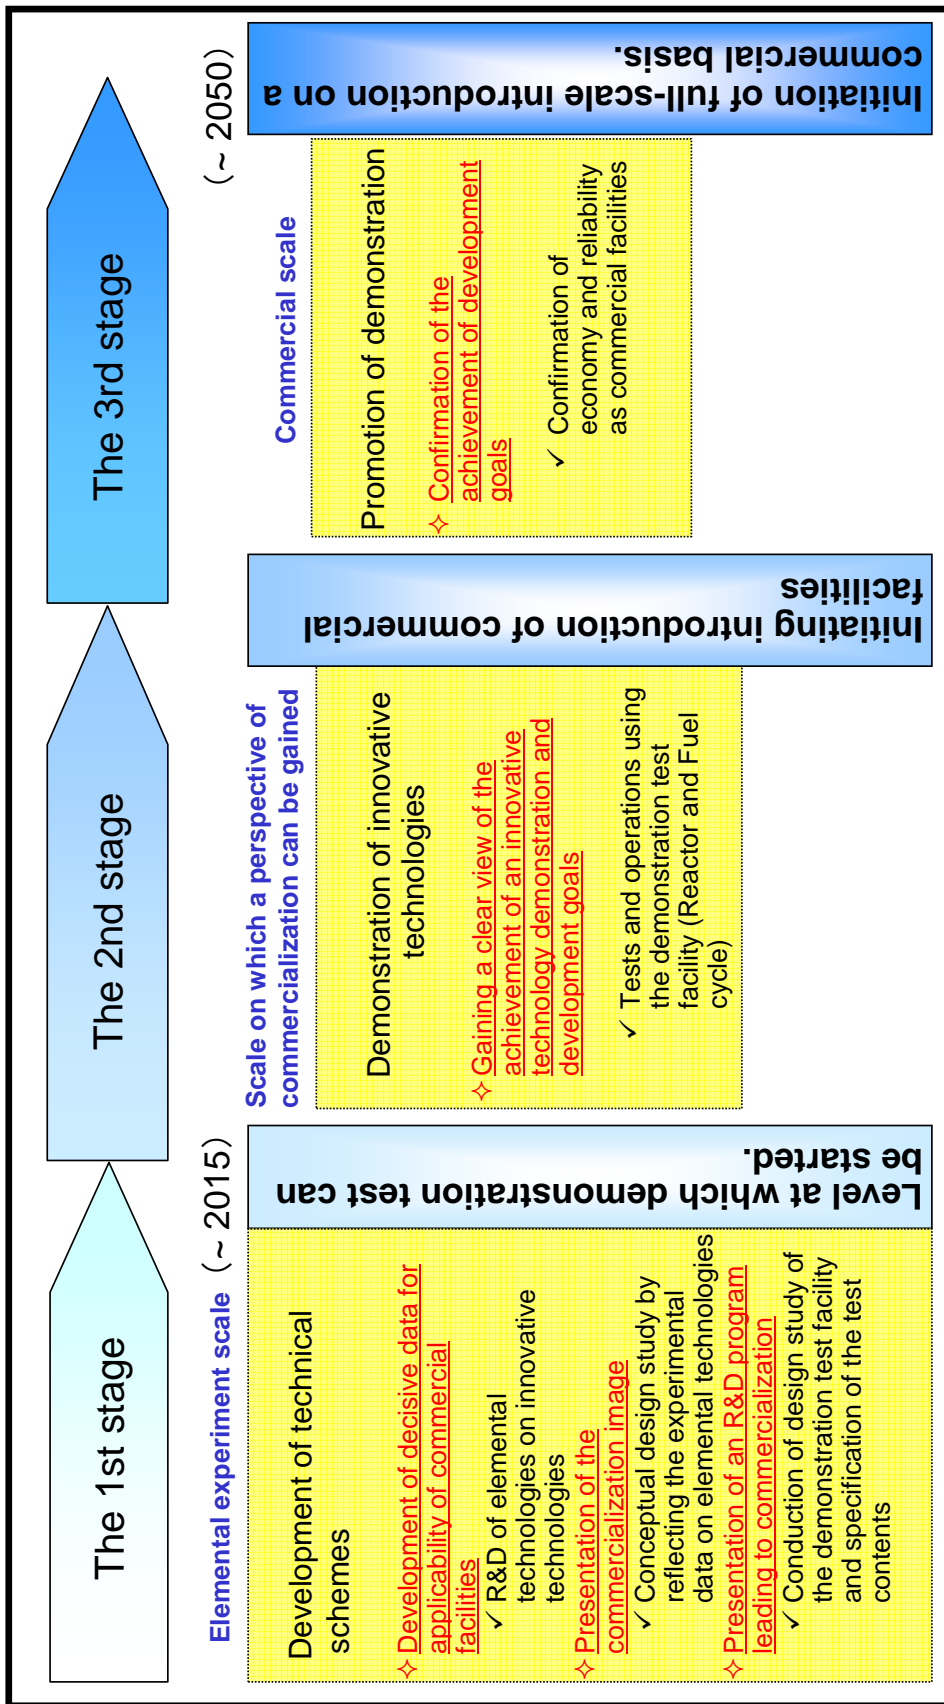 The 1st stage
The 2nd stage
The 3rd stage
Elemental experiment scale
(~ 2015)
Development of technical
schemes
✧ Development of decisive data for
applicability of commercial
facilities
✓ R&D of elemental
technologies on innovative
technologies
✧ Presentation of the
commercialization image
✓ Conceptual design study by
reflecting the experimental
data on elemental technologies
✧ Presentation of an R&D program
leading to commercialization
✓ Conduction of design study of
the demonstration test facility
and specification of the test
contents
Level at which demonstration test can
be started.
Scale on which a perspective of
commercialization can be gained
Demonstration of innovative
technologies
✧ Gaining a clear view of the
achievement of an innovative
technology demonstration and
development goals
✓ Tests and operations using
the demonstration test
facility (Reactor and Fuel
cycle)
Initiating introduction of commercial
facilities
Commercial scale
(~ 2050)
Promotion of demonstration
✧ Confirmation of the
achievement of development
goals
✓ Confirmation of
economy and reliability
as commercial facilities
Initiation of full-scale introduction on a
commercial basis.